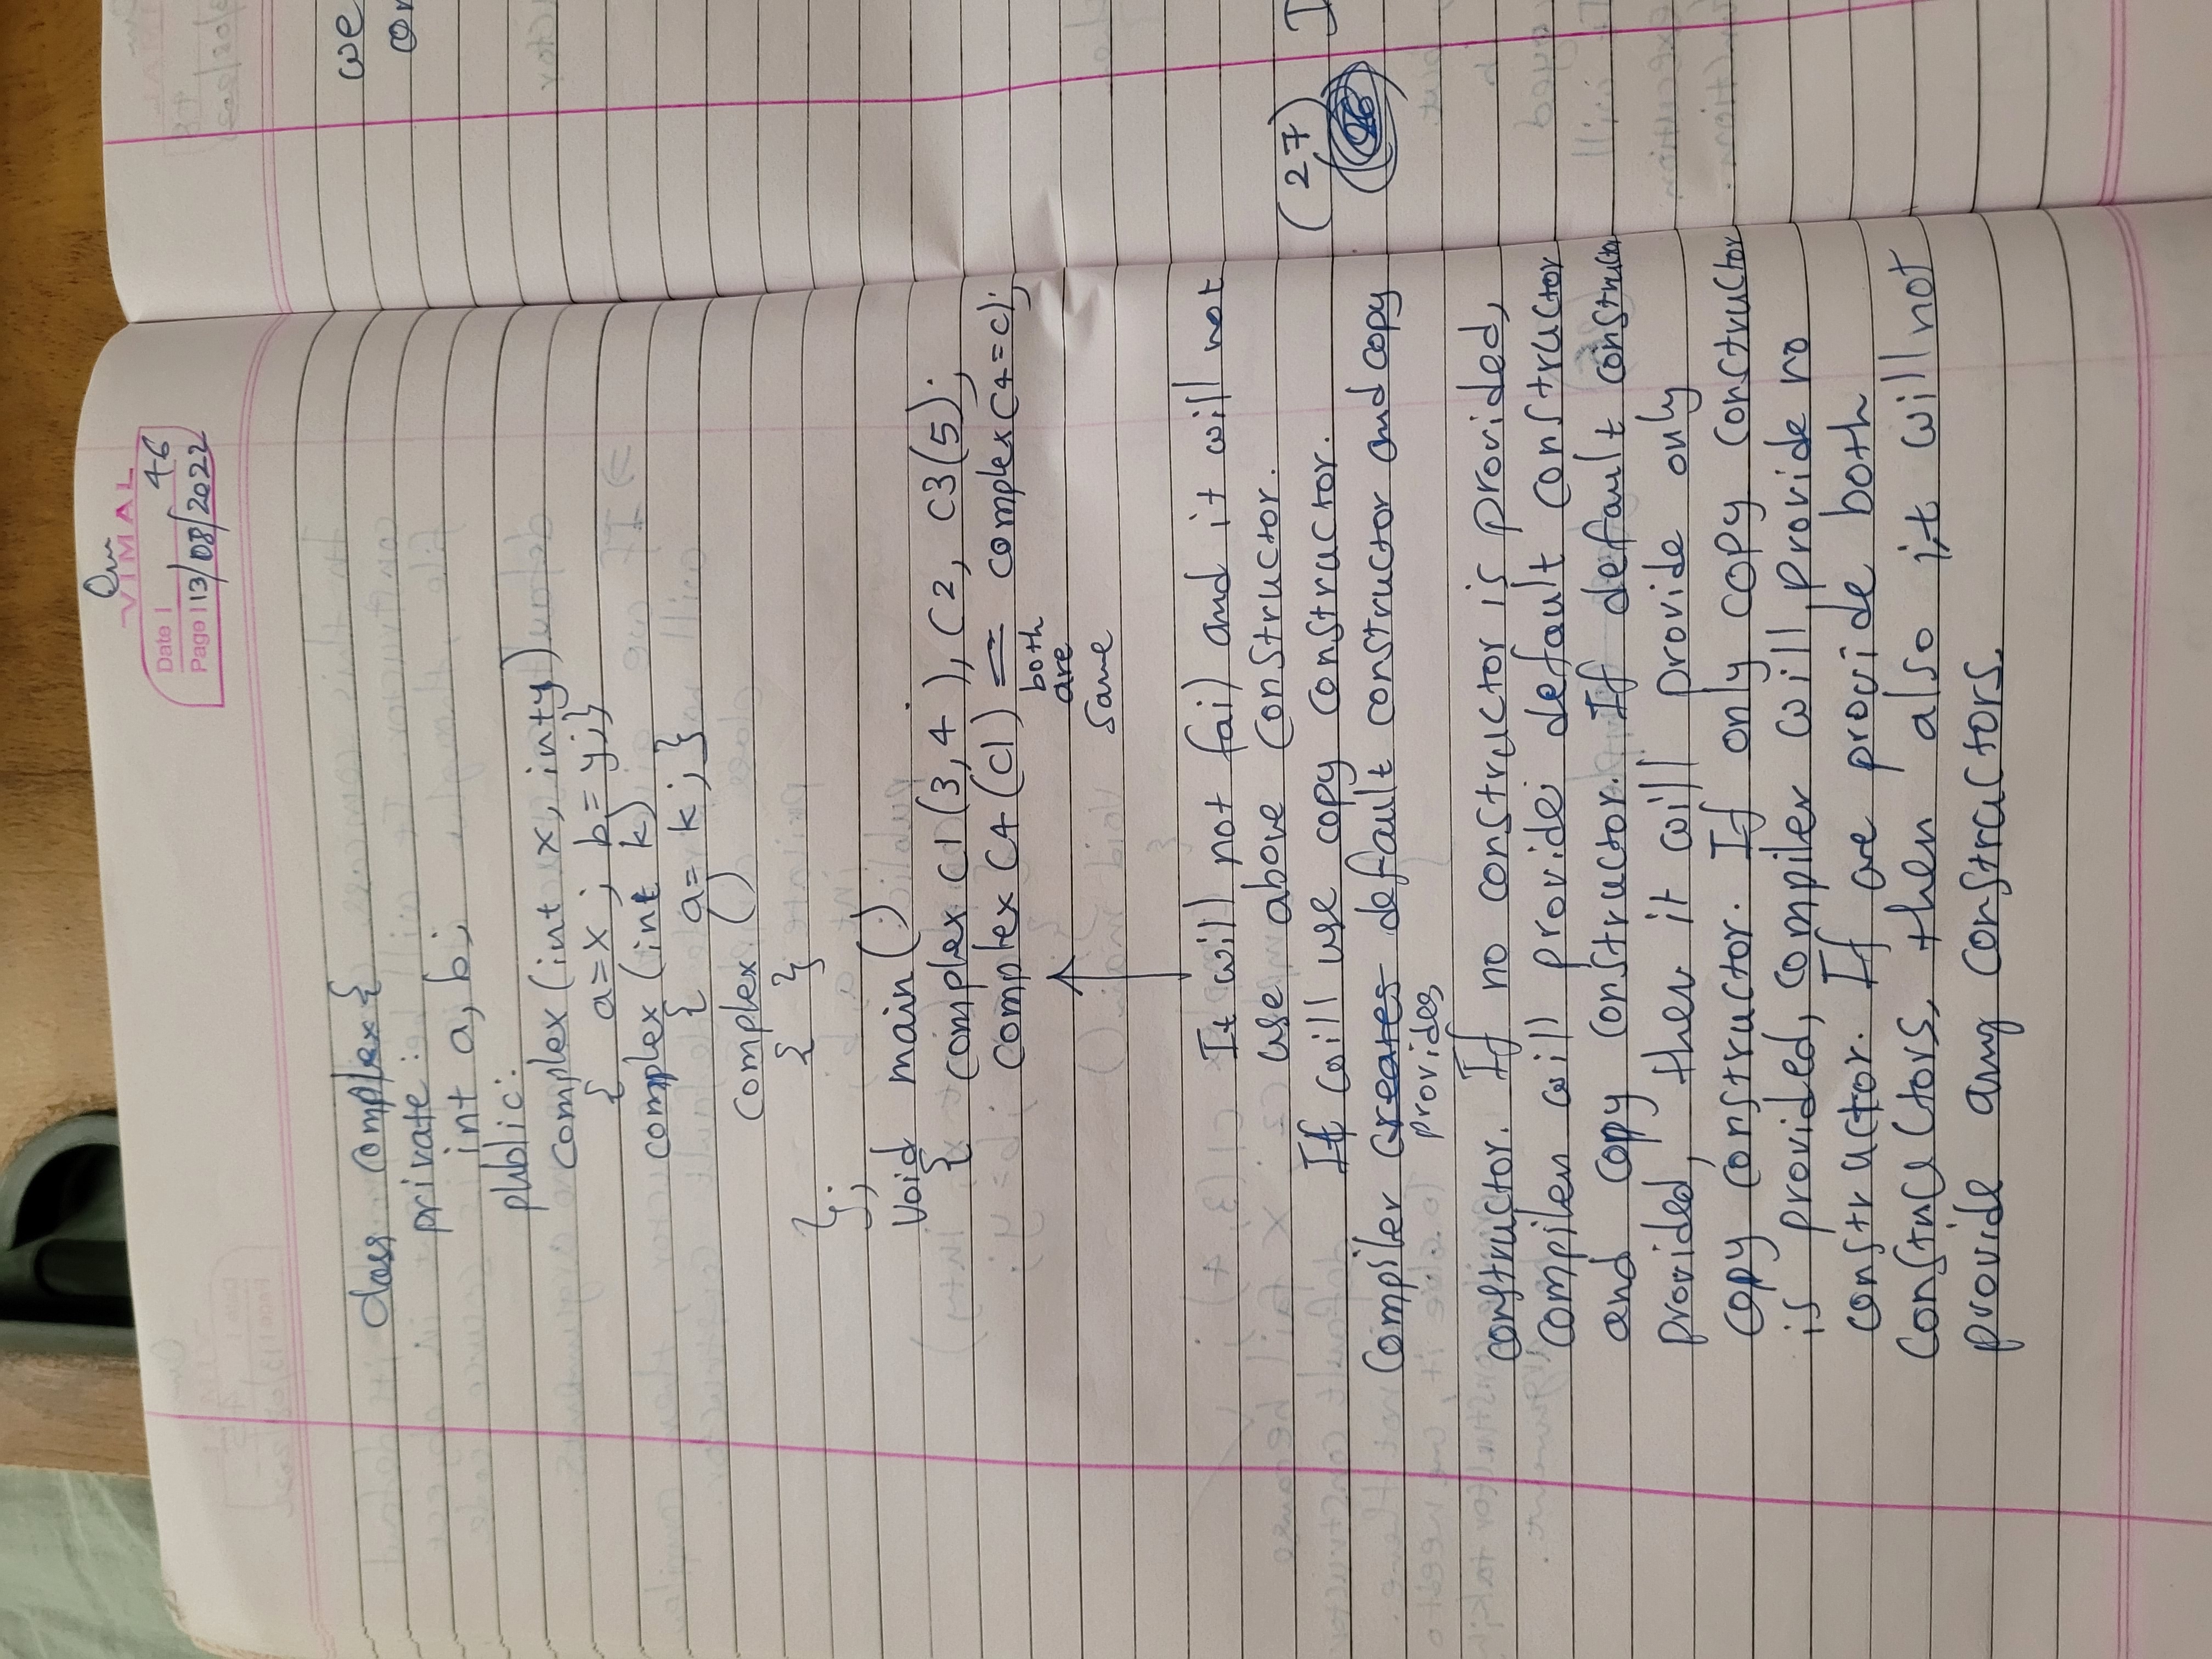 Om
VIMAL
Date | 46
Page | 13/08/2022
class complex {
private :
int a, b;
public:
complex (int x, int y)
{ a=x ; b=y;}
complex (int k)
{ a= k ; }
complex ()
{ }
};
void main ()
{ complex C1 (3,4 ), C2, C3(5);
complex C4 (C1) = complex C4 = C1;
both
are
same
It will not fail and it will not
use above constructor.
It will use copy constructor.
Compiler creates default constructor and copy
provides
constructor. If no constructor is provided,
compiler will provide default constructor
and copy constructor. If default constructor
provided, then it will provide only
copy constructor. If only copy constructor
is provided, compiler will provide no
constructor. If we provide both
constructors, then also it will not
provide any constructors.
we
(27) I
26